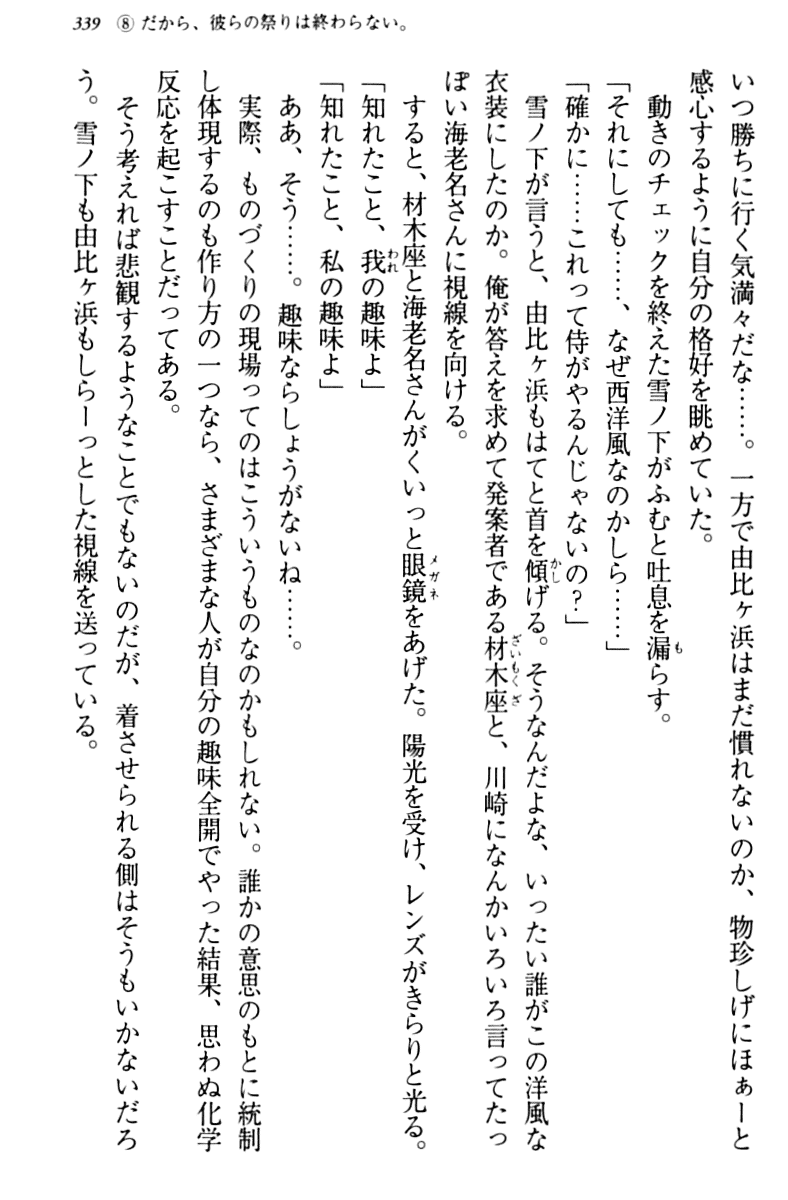 339 ⑧ だから、彼らの祭りは終わらない。
いつ勝ちに行く気満々だな……。一方で由比ヶ浜はまだ慣れないのか、物珍しげにほぁーと
感心するように自分の格好を眺めていた。
動きのチェックを終えた雪ノ下がふむと吐息を漏らす。
「それにしても……、なぜ西洋風なのかしら……」
「確かに……これって侍がやるんじゃないの？」
雪ノ下が言うと、由比ヶ浜もはてと首を傾げる。そうなんだよな、いったい誰がこの洋風な
衣装にしたのか。俺が答えを求めて発案者である材木座と、川崎になんかいろいろ言ってたっ
ぽい海老名さんに視線を向ける。
すると、材木座と海老名さんがくいっと眼鏡をあげた。陽光を受け、レンズがきらりと光る。
「知れたこと、我の趣味よ」
「知れたこと、私の趣味よ」
ああ、そう……。趣味ならしょうがないね……。
実際、ものづくりの現場ってのはこういうものなのかもしれない。誰かの意思のもとに統制
し体現するのも作り方の一つなら、さまざまな人が自分の趣味全開でやった結果、思わぬ化学
反応を起こすことだってある。
そう考えれば悲観するようなことでもないのだが、着させられる側はそうもいかないだろ
う。雪ノ下も由比ヶ浜もしらーっとした視線を送っている。